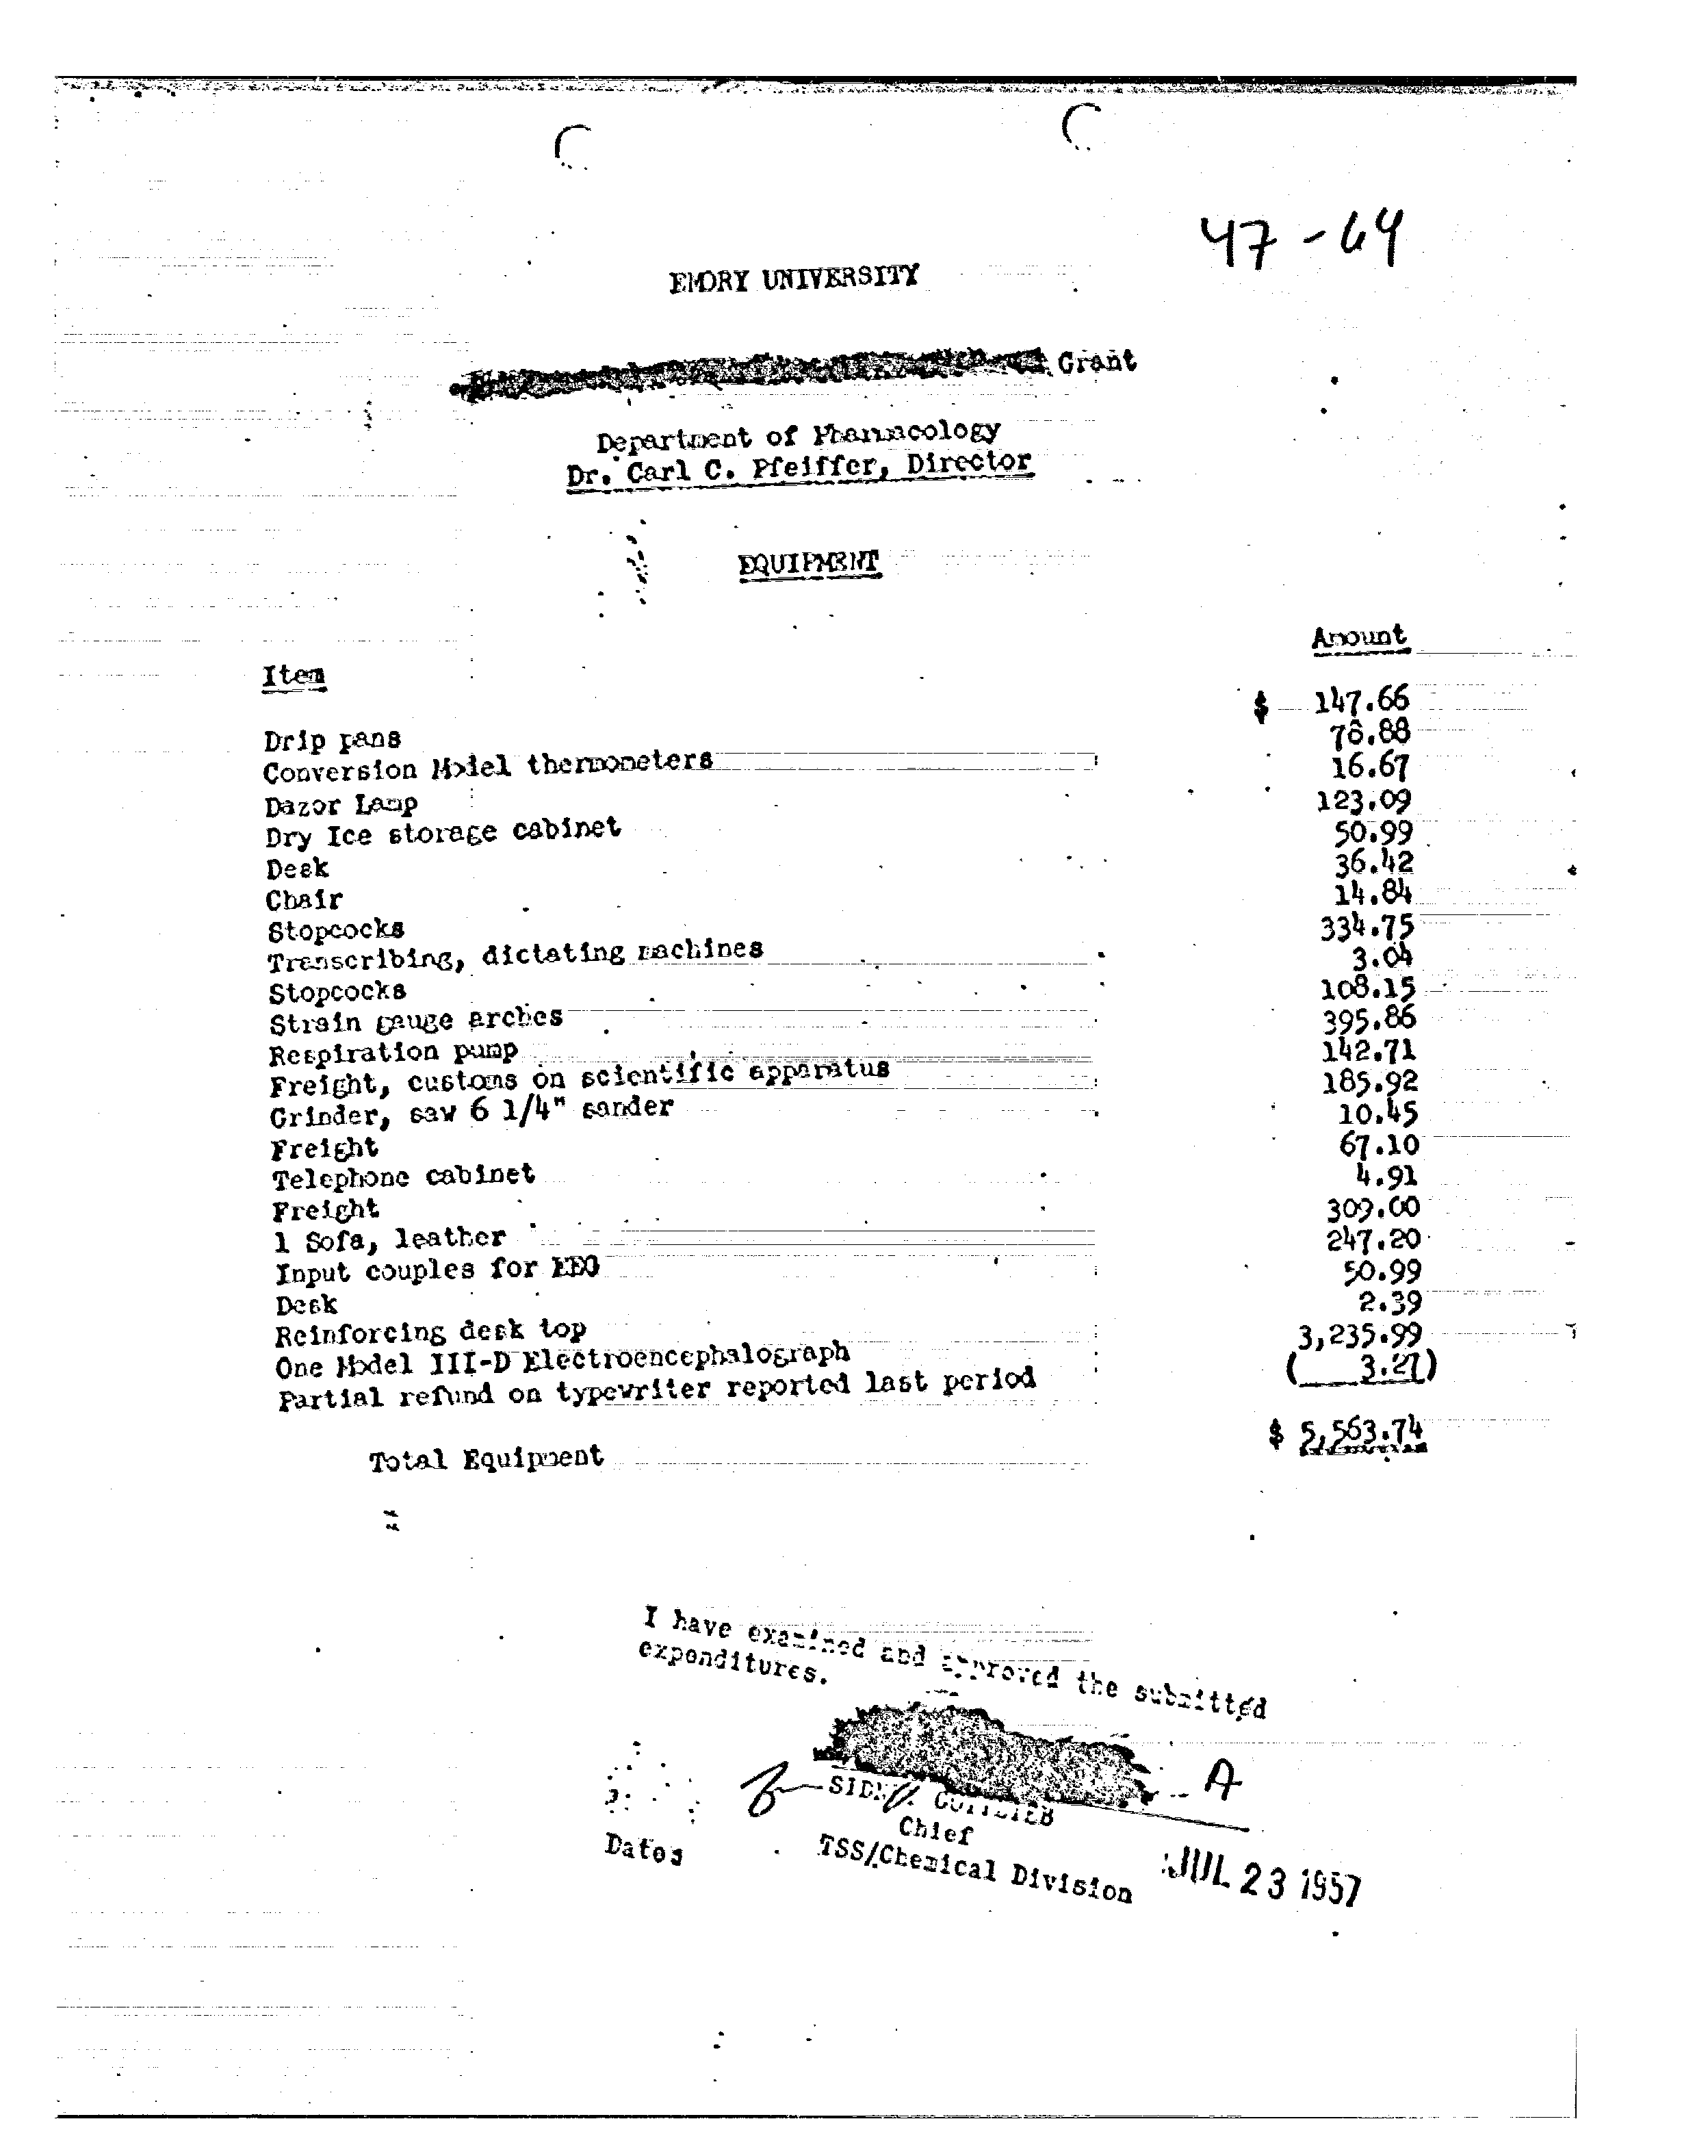 47-64
EMORY UNIVERSITY
Grant
Department of Pharmacology
Dr. Carl C. Pfeiffer, Director
EQUIPMENT
Item Amount
Drip pans $ 147.66
Conversion Model thermometers 78.88
Dazor Lamp 16.67
Dry Ice storage cabinet 123.09
Desk 50.99
Chair 36.42
Stopcocks 14.84
Transcribing, dictating machines 334.75
Stopcocks 3.04
Strain gauge arches 108.15
Respiration pump 395.86
Freight, customs on scientific apparatus 142.71
Grinder, saw 6 1/4" sander 185.92
Freight 10.45
Telephone cabinet 67.10
Freight 4.91
1 Sofa, leather 309.00
Input couples for EEG 247.20
Desk 50.99
Reinforcing desk top 2.39
One Model III-D Electroencephalograph 3,235.99
Partial refund on typewriter reported last period ( 3.27)
Total Equipment $ 5,563.74
I have examined and approved the submitted
expenditures.
A
GOTTLIEB
Chief
TSS/Chemical Division
Date: JUL 23 1957